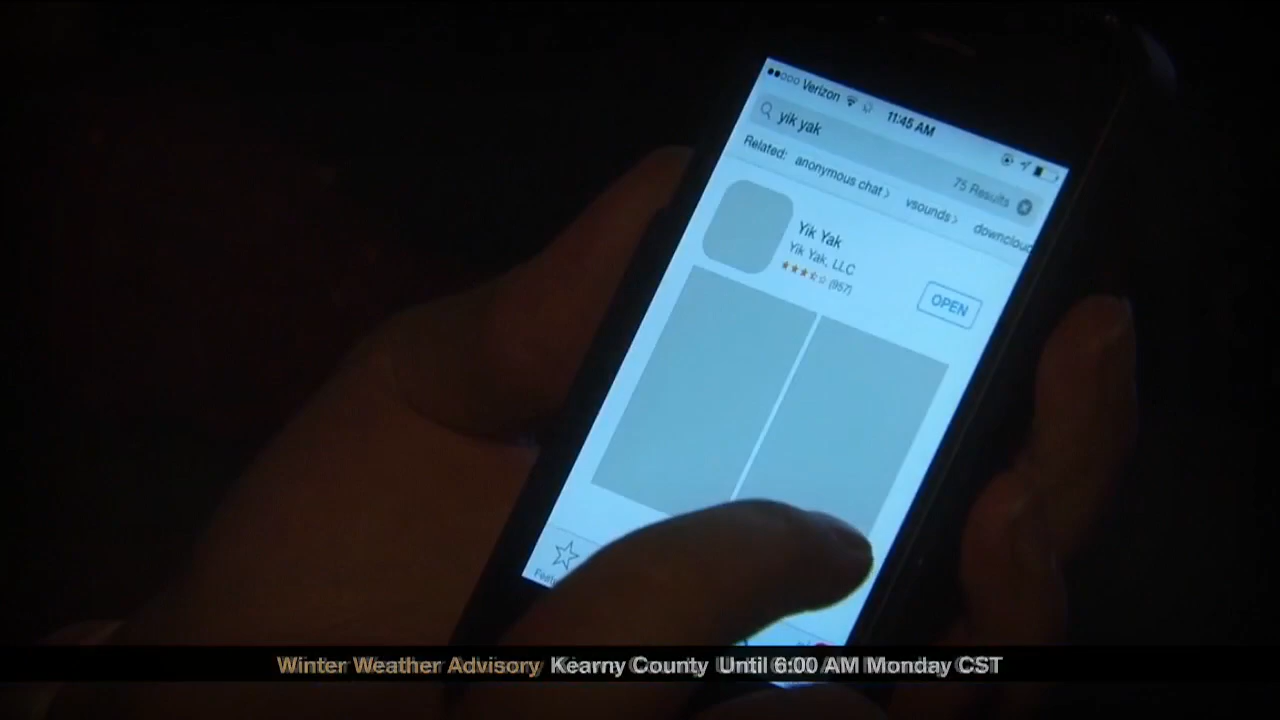 Verizon 11:45 AM
yik yak 75 Results
Related: anonymous chat > vsounds > downcloud
Yik Yak
Yik Yak, LLC
(957)
OPEN
Winter Weather Advisory Kearny County Until 6:00 AM Monday CST